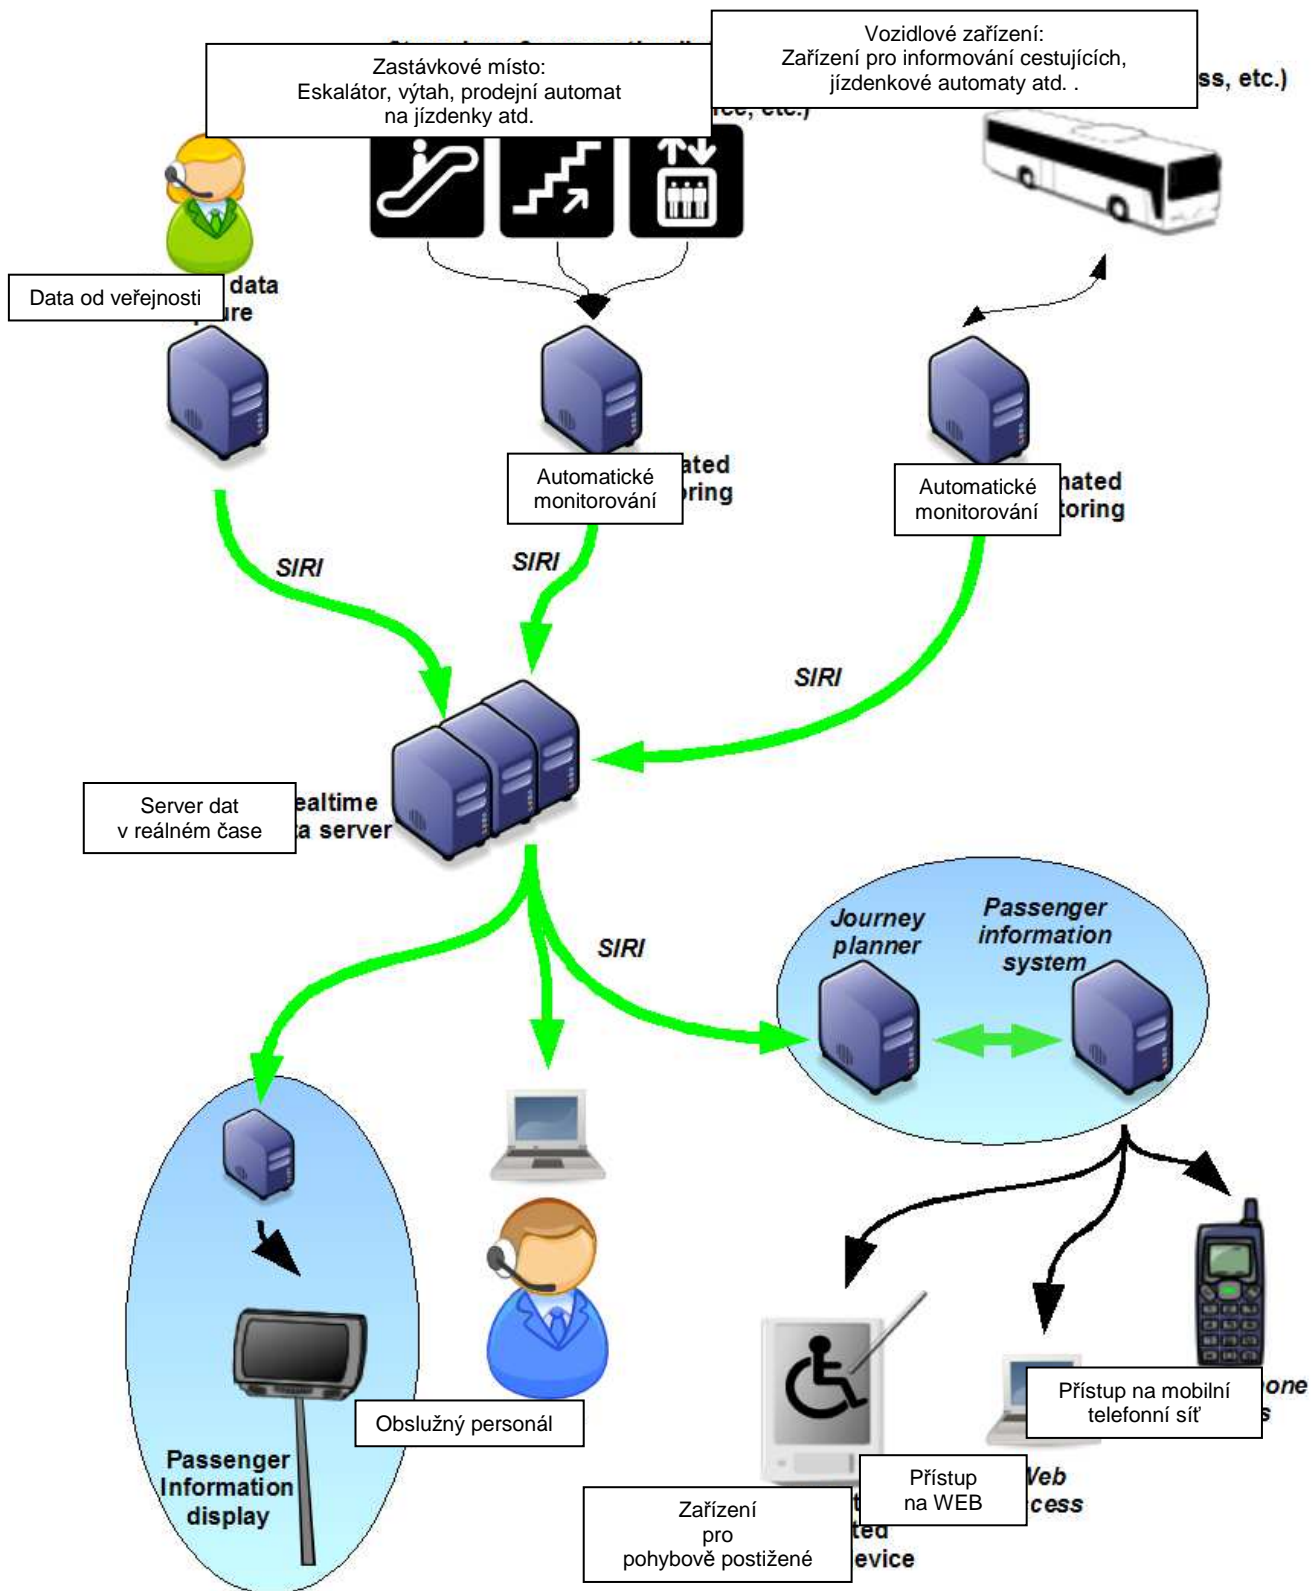 Vozidlové zařízení:
Zařízení pro informování cestujících,
jízdenkové automaty atd. .
ss, etc.)
Zastávkové místo:
Eskalátor, výtah, prodejní automat
na jízdenky atd.
etc.)
Data od veřejnosti
data
Automatické
monitorování
Automatické
monitorování
SIRI
SIRI
SIRI
Server dat
v reálném čase
server
SIRI
Journey
planner
Passenger
information
system
Obslužný personál
Passenger
Information
display
Přístup na mobilní
telefonní síť
Přístup
na WEB
Zařízení
pro
pohybově postižené